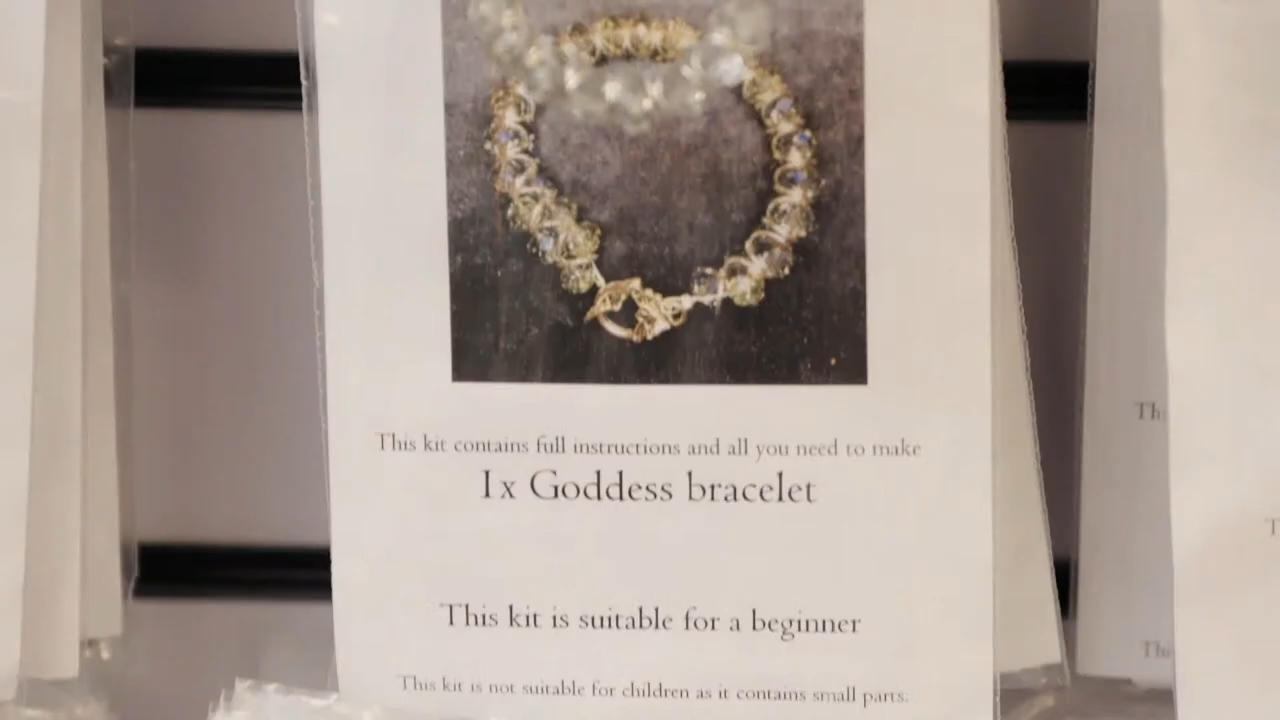 This kit contains full instructions and all you need to make
1x Goddess bracelet
This kit is suitable for a beginner
This kit is not suitable for children as it contains small parts.